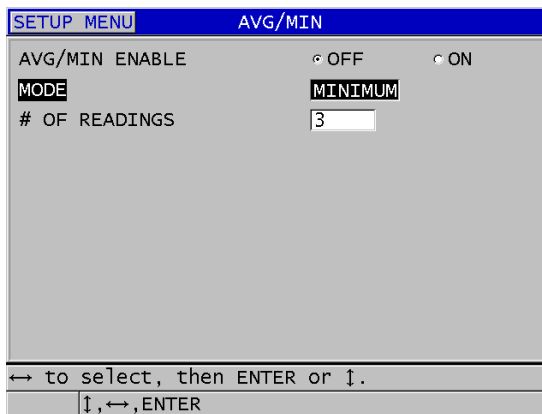 SETUP MENU AVG/MIN
AVG/MIN ENABLE OFF ON
MODE MINIMUM
# OF READINGS 3
↔ to select, then ENTER or ↕.
↕,↔,ENTER